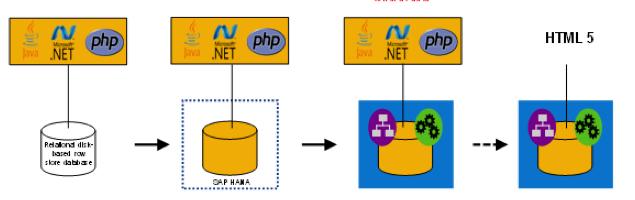 Java
Microsoft
.NET
php
Java
Microsoft
.NET
php
Java
Microsoft
.NET
php
HTML 5
Relational disk-
based row
store database
SAP HANA